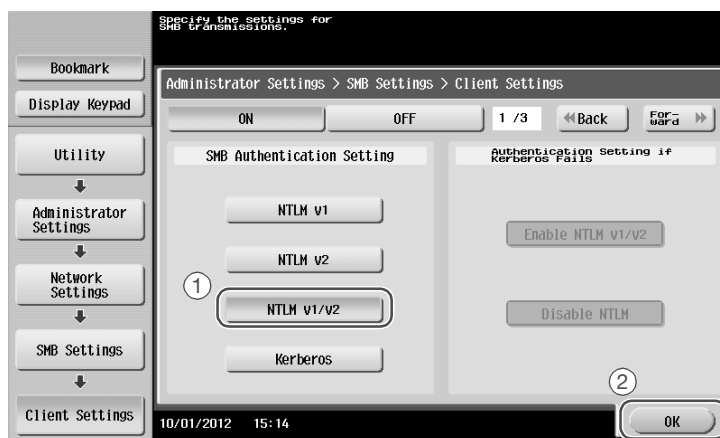 Specify the settings for
SMB transmissions.
Bookmark
Display Keypad
Utility
Administrator
Settings
Network
Settings
SMB Settings
Client Settings
Administrator Settings > SMB Settings > Client Settings
ON OFF 1 /3 Back For-
ward
SMB Authentication Setting
NTLM v1
NTLM v2
1
NTLM v1/v2
Kerberos
Authentication Setting if
Kerberos Fails
Enable NTLM v1/v2
Disable NTLM
2
10/01/2012 15:14
OK